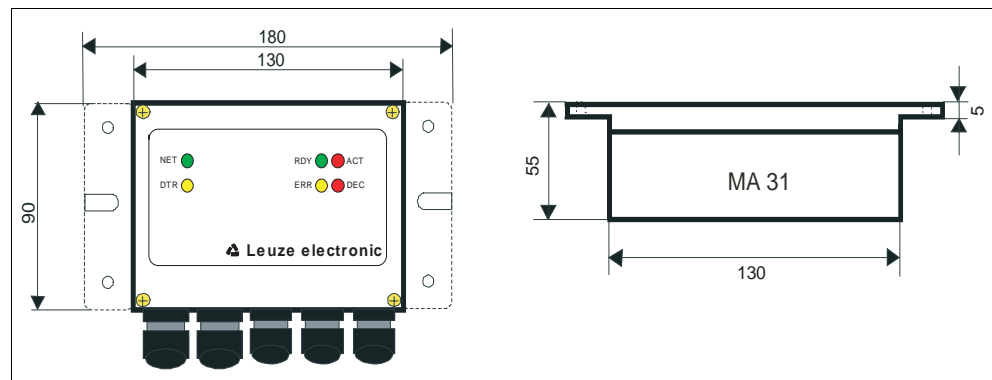 180
130
NET
RDY
ACT
DTR
ERR
DEC
90
Leuze electronic
55
5
MA 31
130